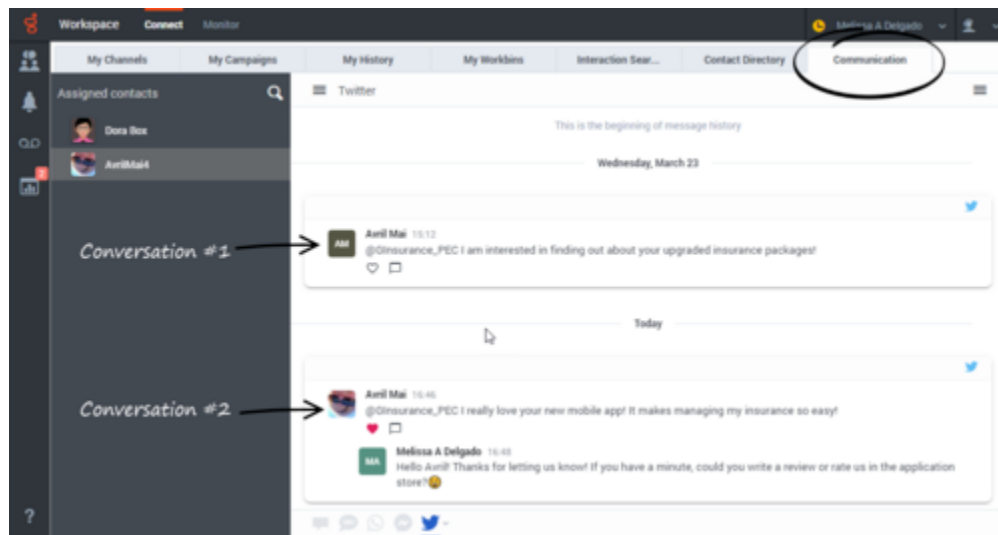 Workspace Connect Monitor Melissa A Delgado
My Channels My Campaigns My History My Workbins Interaction Sear... Contact Directory Communication
Assigned contacts
Twitter
Dora Box
AvrilMai4
This is the beginning of message history
Wednesday, March 23
2
Conversation #1
Avril Mai 15:12
@GInsurance_PEC I am interested in finding out about your upgraded insurance packages!
AM
Today
Conversation #2
Avril Mai 16:46
@GInsurance_PEC I really love your new mobile app! It makes managing my insurance so easy!
MA
Melissa A Delgado 16:48
Hello Avril! Thanks for letting us know! If you have a minute, could you write a review or rate us in the application
store?
?